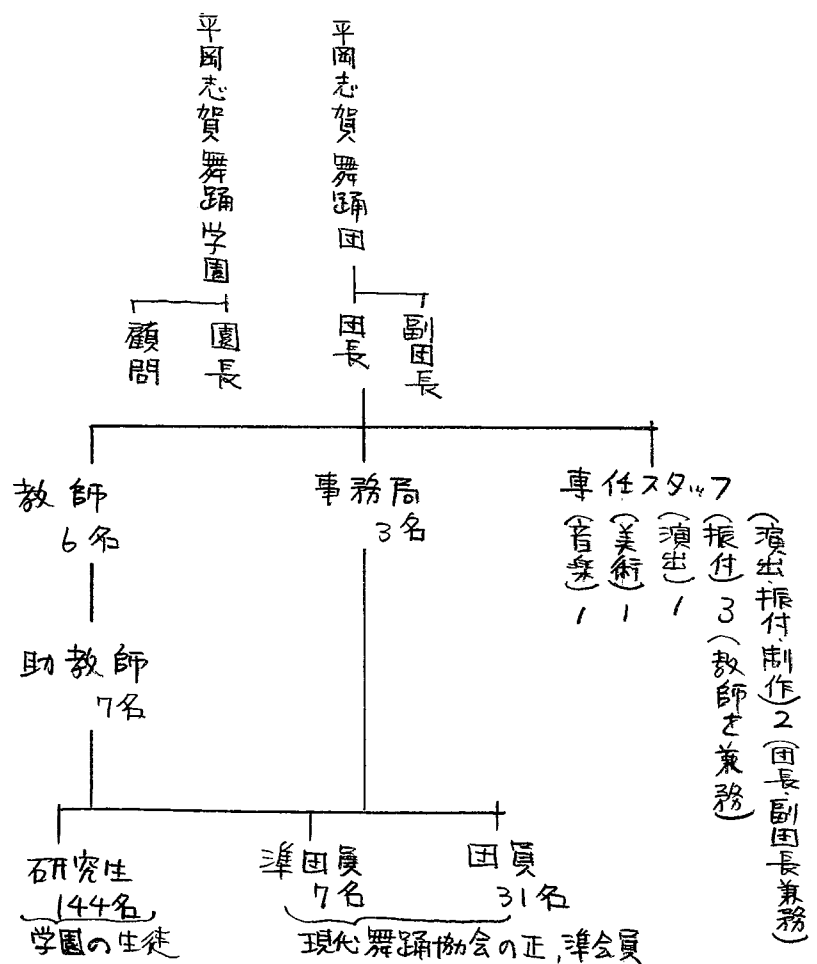 平岡志賀舞踊団
平岡志賀舞踊学園
副団長
団長
園長
顧問
教師
6名
事務局
3名
専任スタッフ
(演出・振付・制作)2(団長・副団長兼務)
(振付)3(教師を兼務)
(演出)1
(美術)1
(音楽)1
助教師
7名
研究生
144名
学園の生徒
準団員
7名
団員
31名
現代舞踊協会の正,準会員